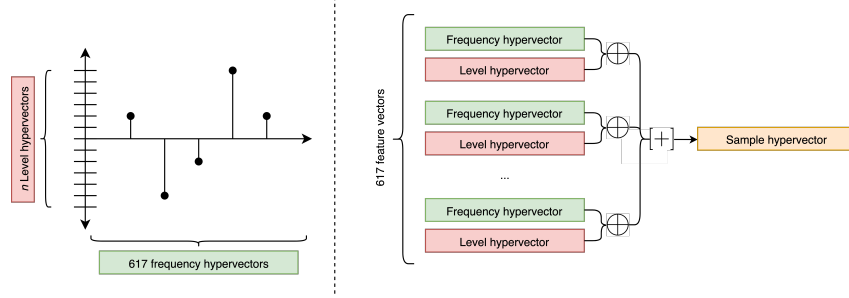 n Level hypervectors
617 frequency hypervectors
617 feature vectors
Frequency hypervector
Level hypervector
Frequency hypervector
Level hypervector
...
Frequency hypervector
Level hypervector
[+]
Sample hypervector